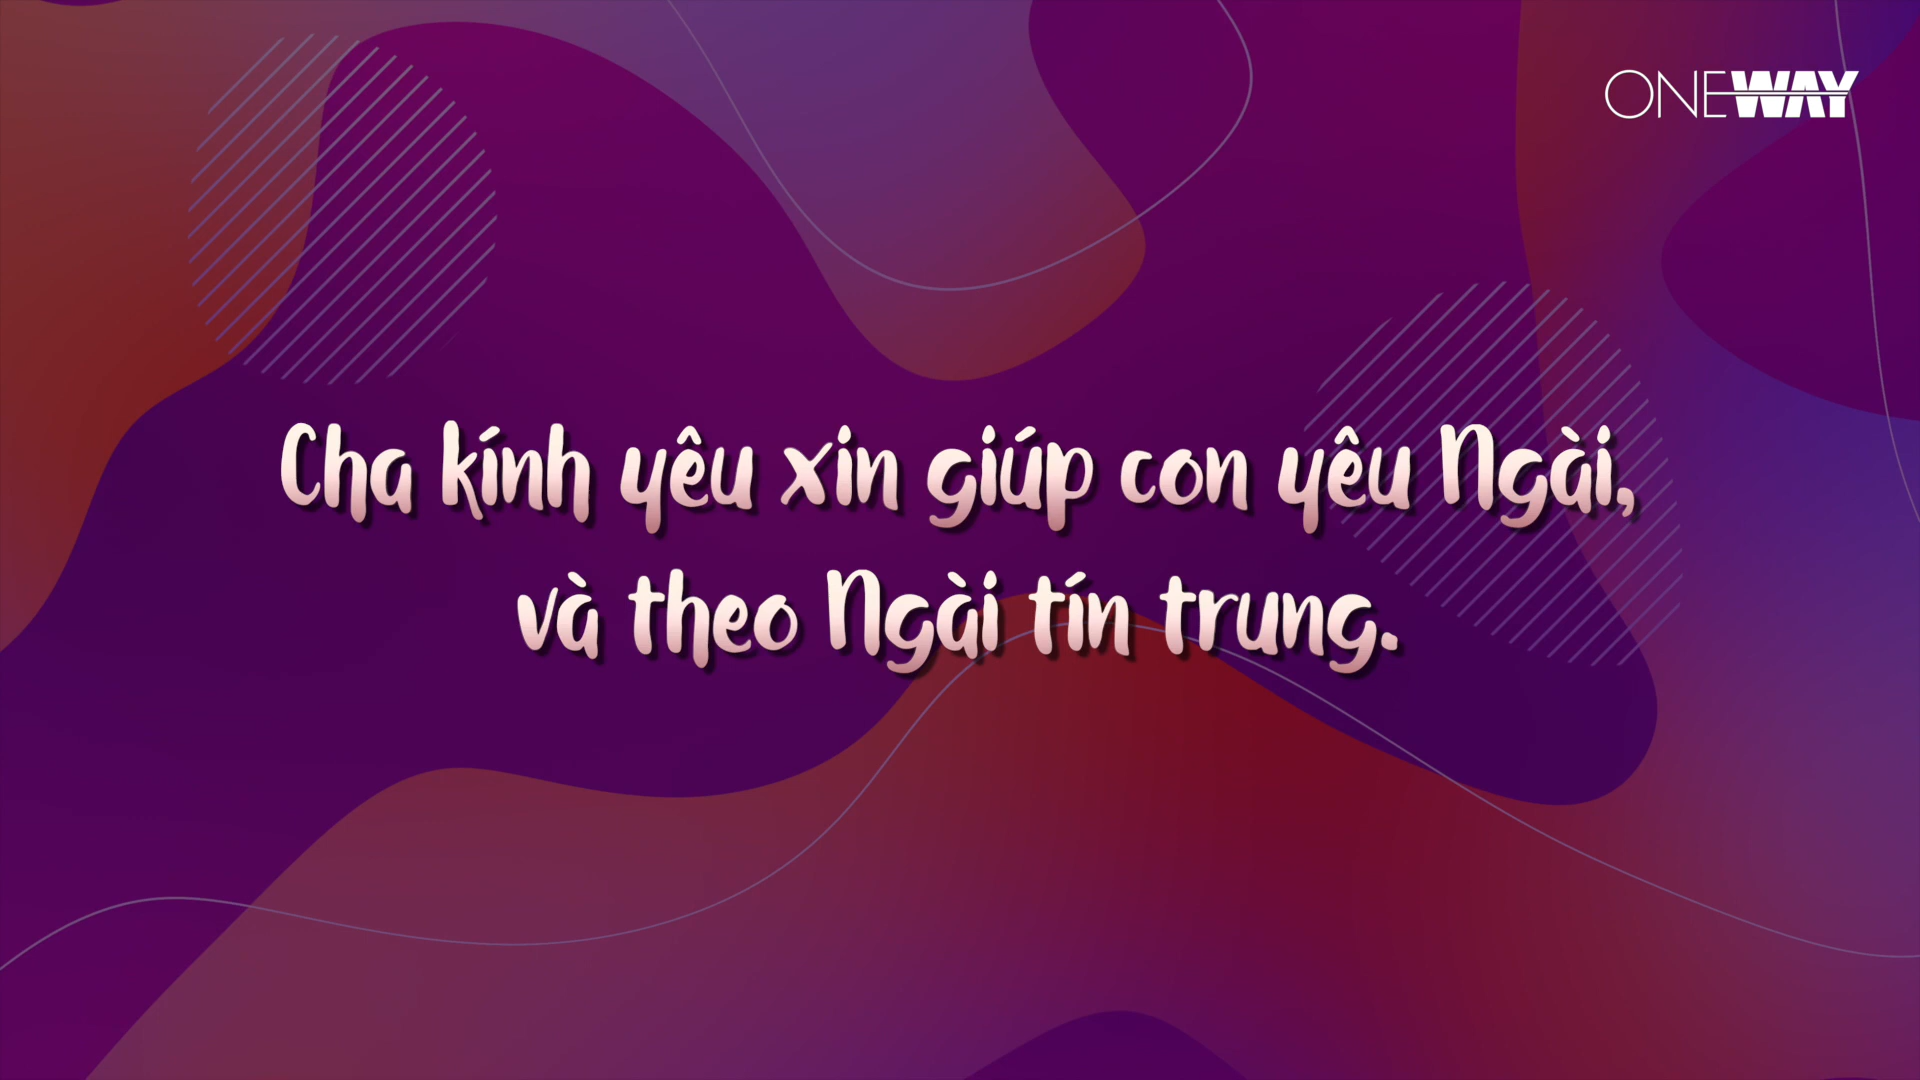 ONEWAY
Cha kính yêu xin giúp con yêu Ngài,
và theo Ngài tín trung.